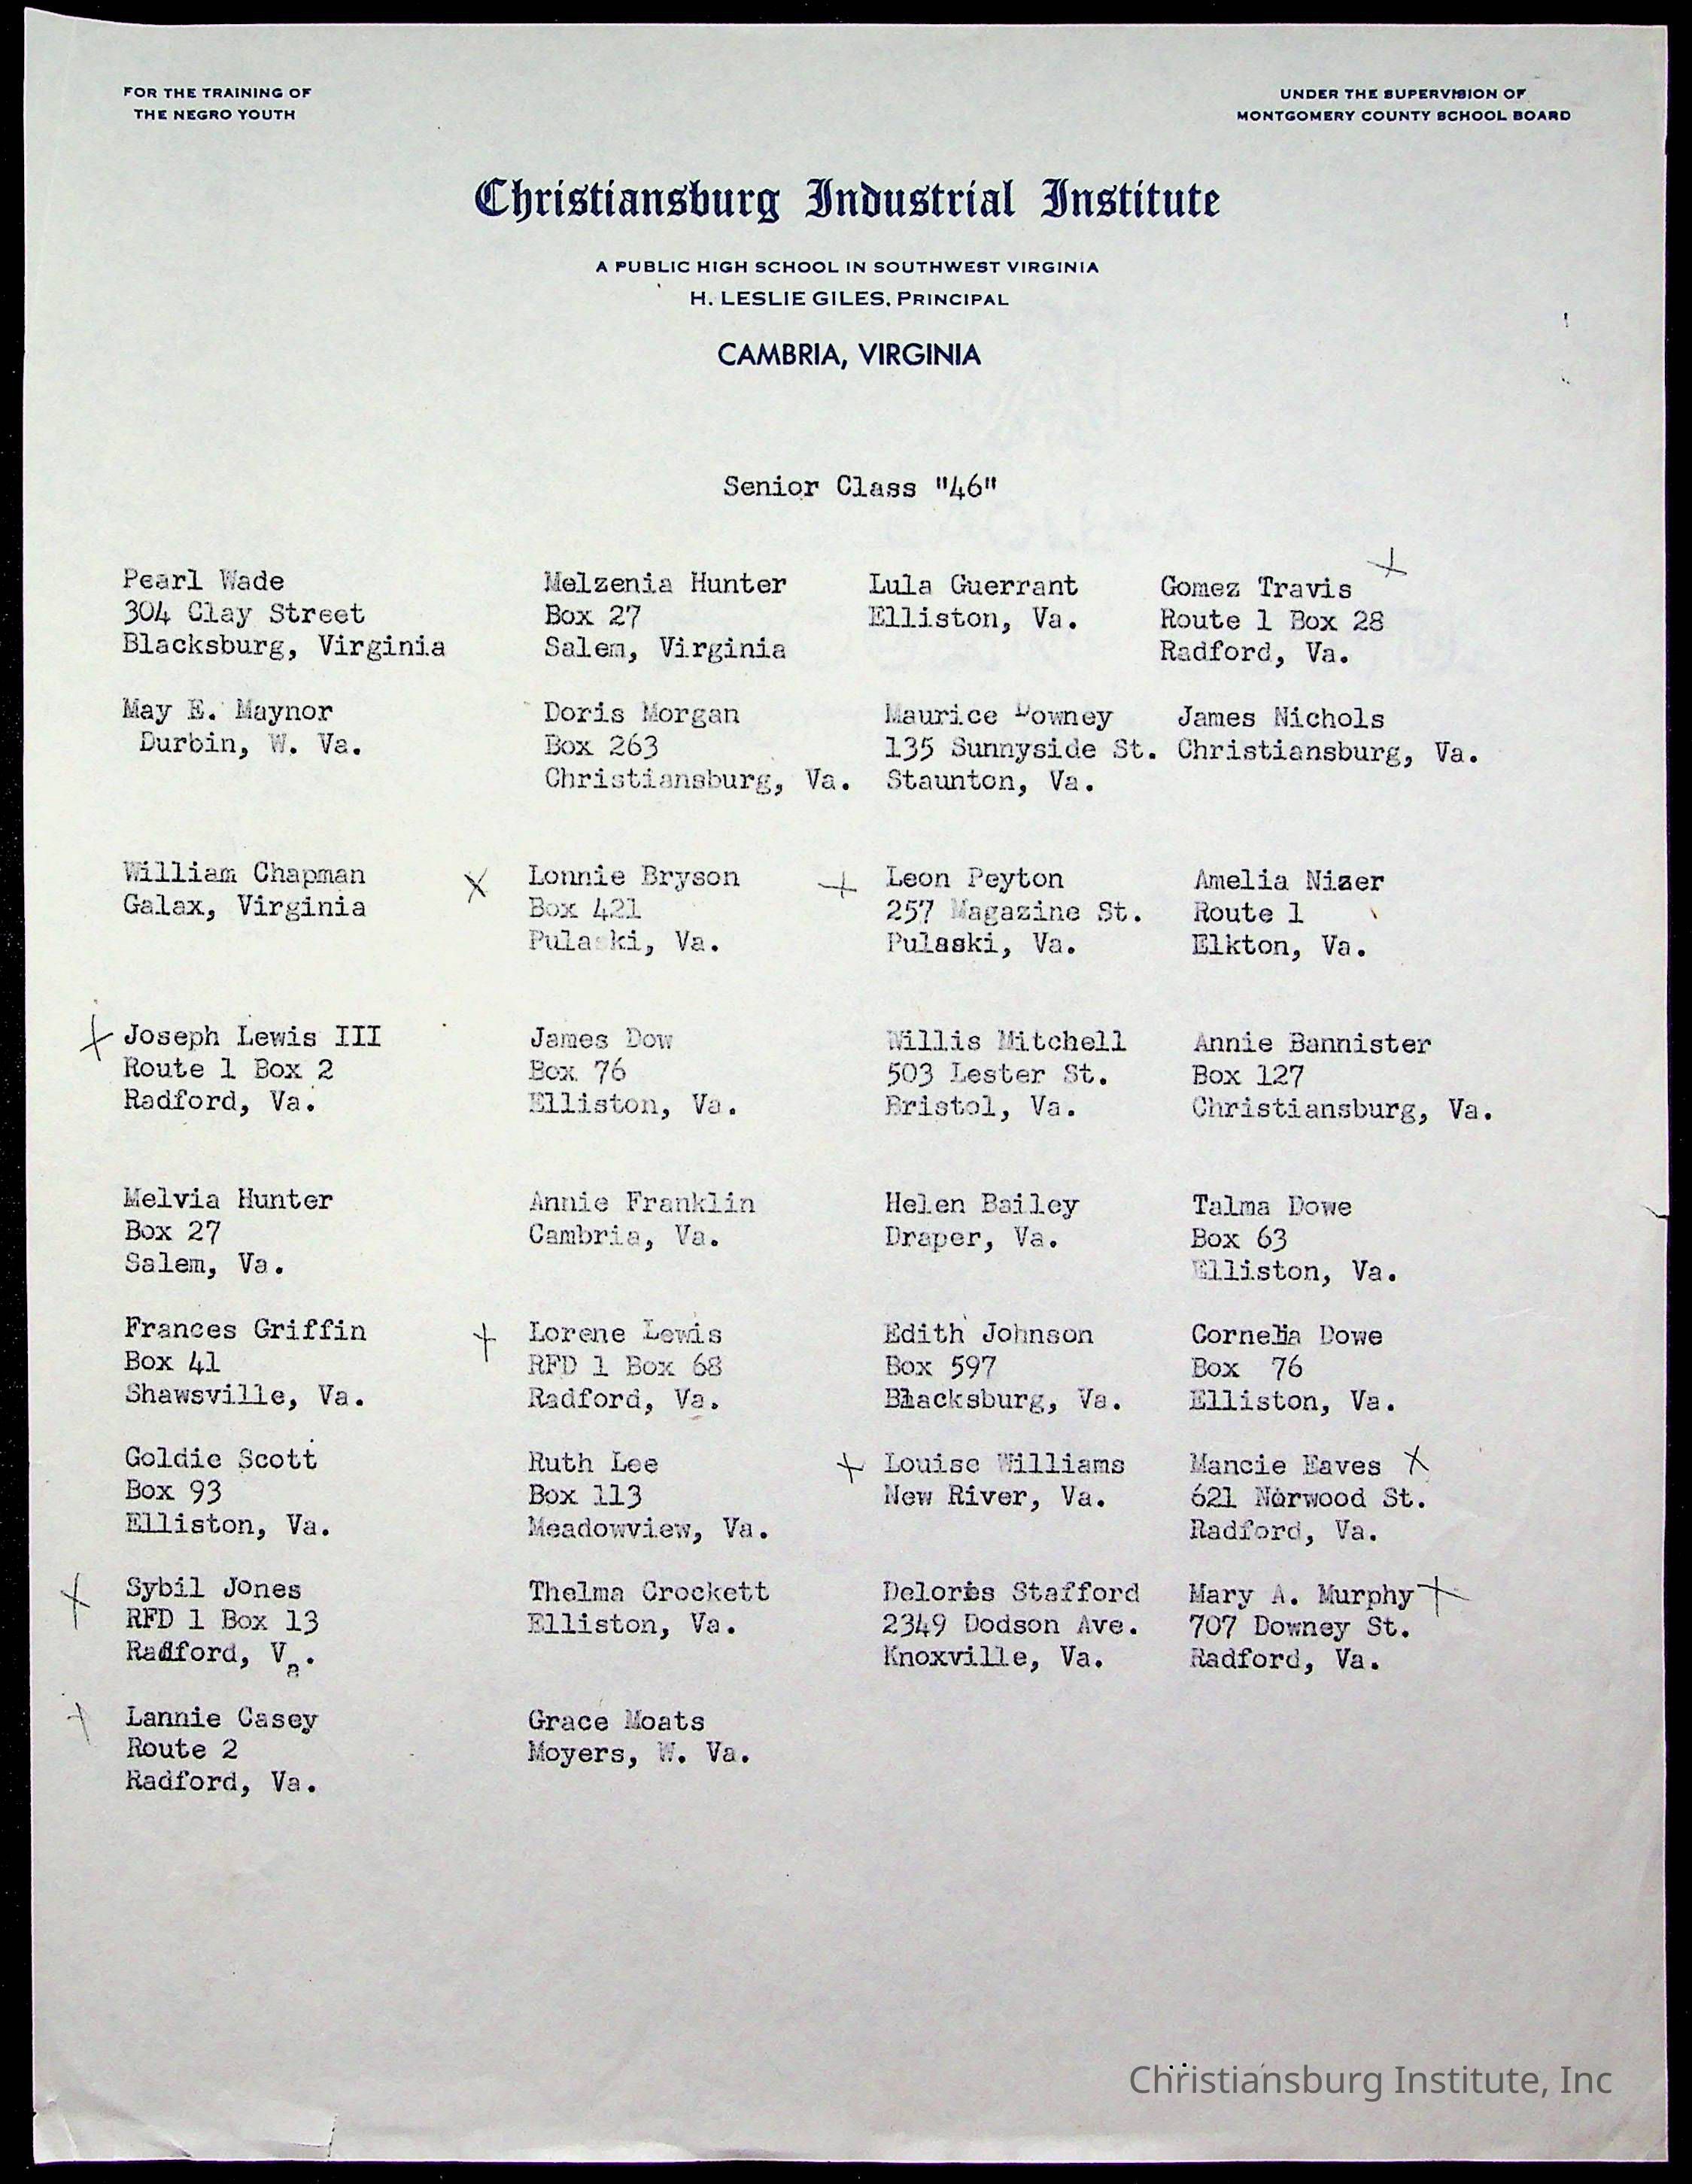 FOR THE TRAINING OF
THE NEGRO YOUTH
UNDER THE SUPERVISION OF
MONTGOMERY COUNTY SCHOOL BOARD
Christiansburg Industrial Institute
A PUBLIC HIGH SCHOOL IN SOUTHWEST VIRGINIA
H. LESLIE GILES, PRINCIPAL
CAMBRIA, VIRGINIA
Senior Class "46"
Pearl Wade
304 Clay Street
Blacksburg, Virginia
Melzenia Hunter
Box 27
Salem, Virginia
Lula Guerrant
Elliston, Va.
Gomez Travis X
Route 1 Box 28
Radford, Va.
May E. Maynor
Durbin, W. Va.
Doris Morgan
Box 263
Christiansburg, Va.
Maurice Downey
135 Sunnyside St.
Staunton, Va.
James Nichols
Christiansburg, Va.
William Chapman
Galax, Virginia
X Lonnie Bryson
Box 421
Pulaski, Va.
X Leon Peyton
257 Magazine St.
Pulaski, Va.
Amelia Nizer
Route 1
Elkton, Va.
X Joseph Lewis III
Route 1 Box 2
Radford, Va.
James Dow
Box 76
Elliston, Va.
Willis Mitchell
503 Lester St.
Bristol, Va.
Annie Bannister
Box 127
Christiansburg, Va.
Melvia Hunter
Box 27
Salem, Va.
Annie Franklin
Cambria, Va.
Helen Bailey
Draper, Va.
Talma Dowe
Box 63
Elliston, Va.
Frances Griffin
Box 41
Shawsville, Va.
X Lorene Lewis
RFD 1 Box 68
Radford, Va.
Edith Johnson
Box 597
Blacksburg, Va.
Cornelia Dowe
Box 76
Elliston, Va.
Goldie Scott
Box 93
Elliston, Va.
Ruth Lee
Box 113
Meadowview, Va.
X Louise Williams
New River, Va.
Mancie Eaves X
621 Norwood St.
Radford, Va.
X Sybil Jones
RFD 1 Box 13
Radford, Va.
Thelma Crockett
Elliston, Va.
Delores Stafford
2349 Dodson Ave.
Knoxville, Va.
Mary A. Murphy X
707 Downey St.
Radford, Va.
X Lannie Casey
Route 2
Radford, Va.
Grace Moats
Moyers, W. Va.
Christiansburg Institute, Inc